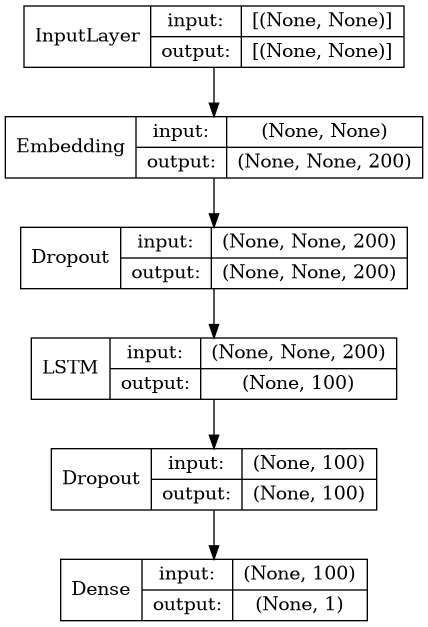 InputLayer input: [(None, None)]
output: [(None, None)]
Embedding input: (None, None)
output: (None, None, 200)
Dropout input: (None, None, 200)
output: (None, None, 200)
LSTM input: (None, None, 200)
output: (None, 100)
Dropout input: (None, 100)
output: (None, 100)
Dense input: (None, 100)
output: (None, 1)